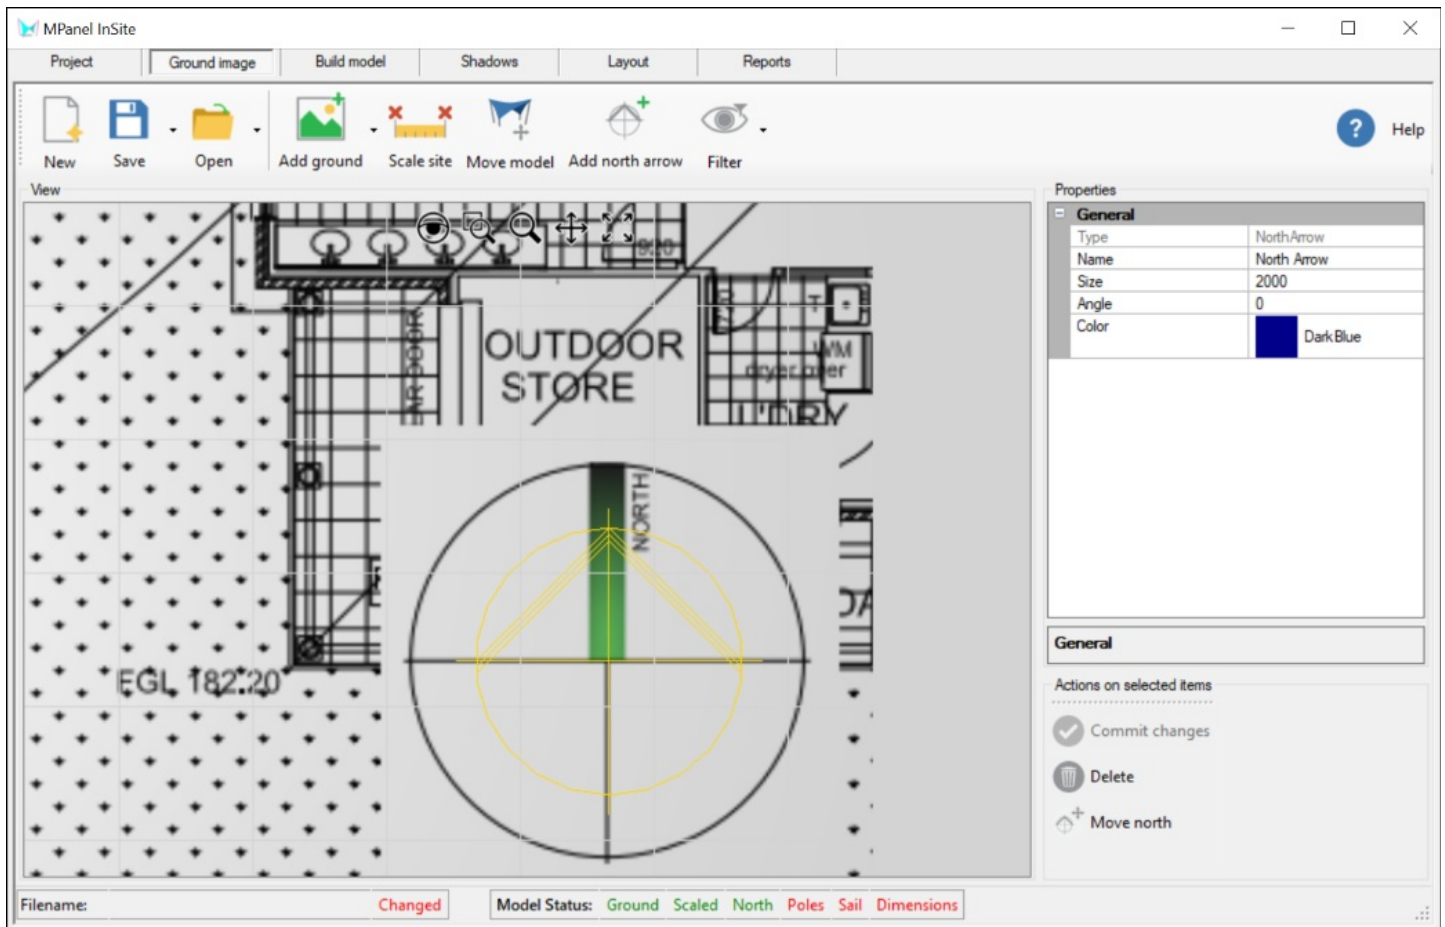 MPanel InSite
Project Ground image Build model Shadows Layout Reports
New Save Open Add ground Scale site Move model Add north arrow Filter Help
View
Properties
General
Type NorthArrow
Name North Arrow
Size 2000
Angle 0
Color DarkBlue
920
OUTDOOR
STORE
WM
L'DRY
NORTH
EGL 182.20
General
Actions on selected items
Commit changes
Delete
Move north
Filename: Changed
Model Status: Ground Scaled North Poles Sail Dimensions